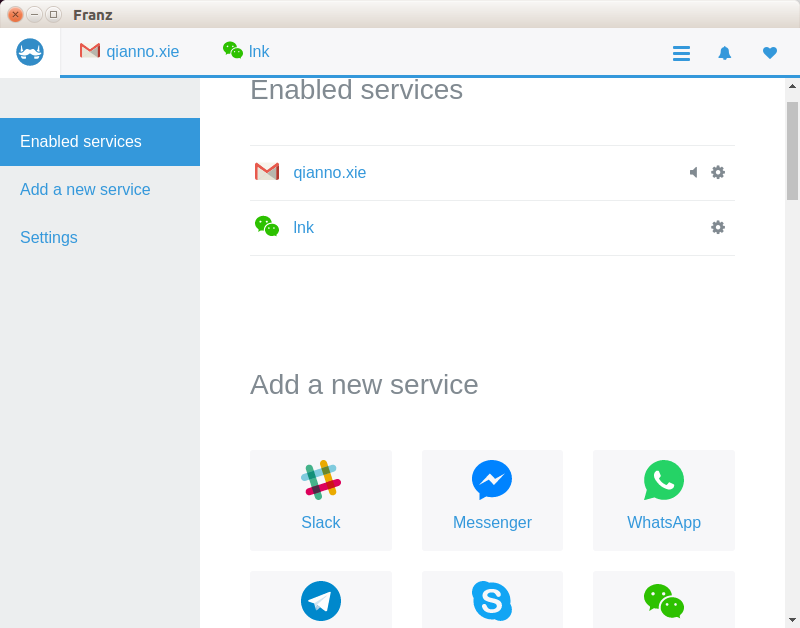 Franz
qianno.xie
lnk
Enabled services
Enabled services
Add a new service
Settings
qianno.xie
lnk
Add a new service
Slack
Messenger
WhatsApp